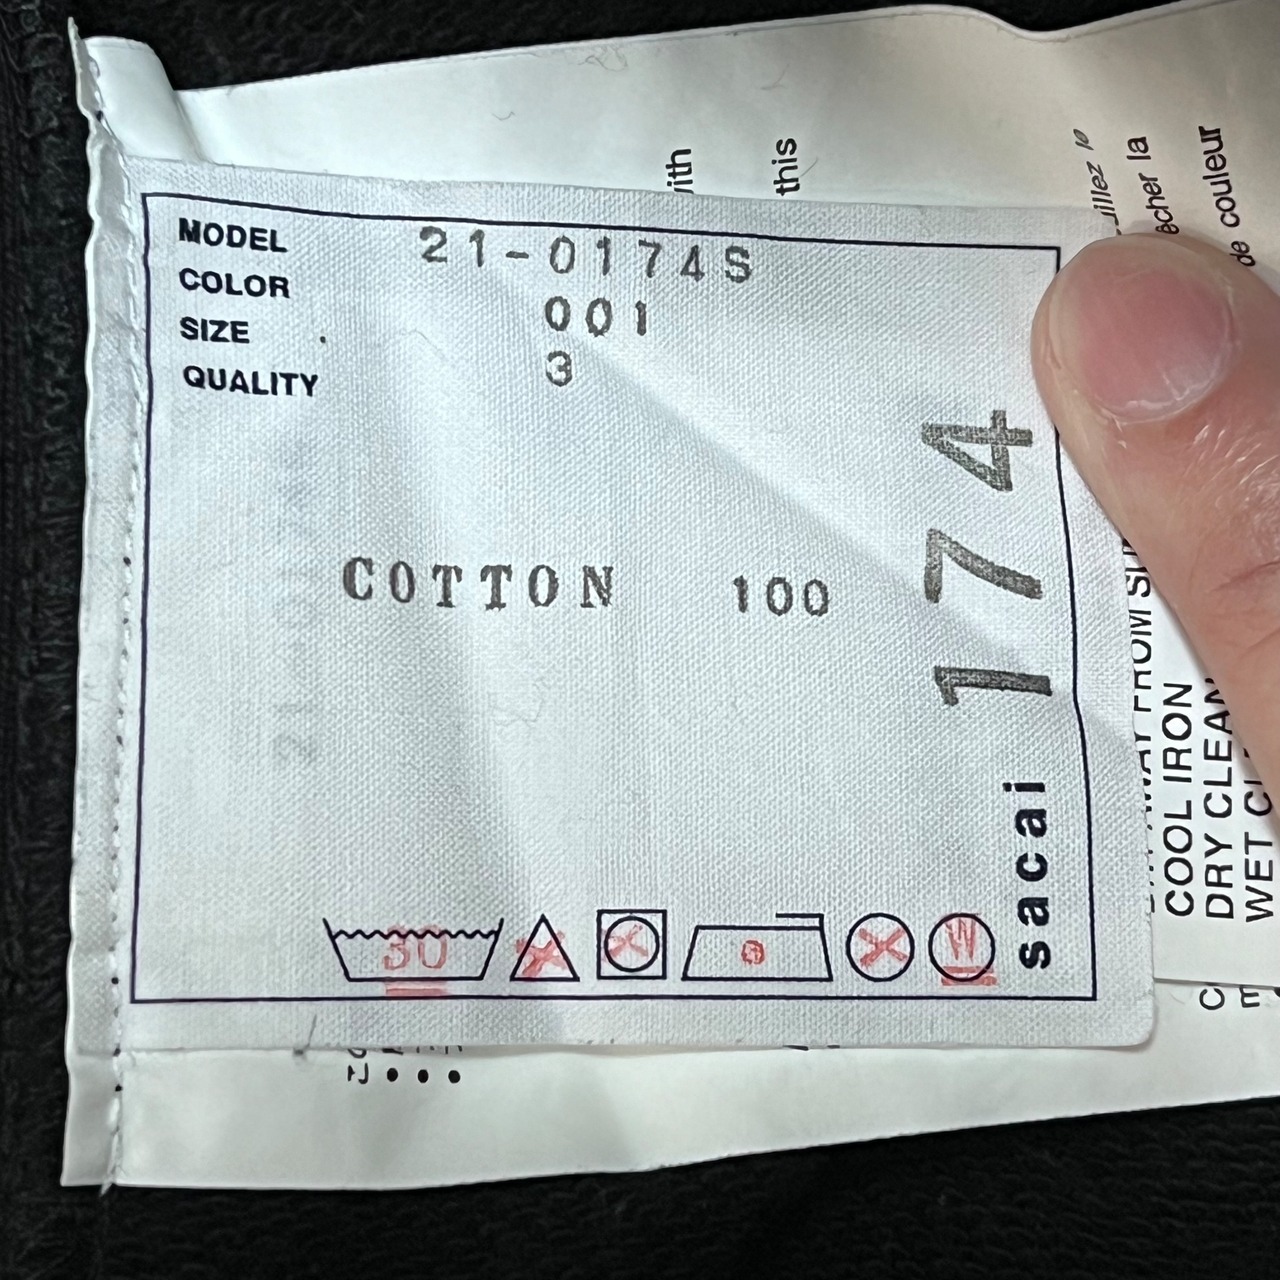 MODEL 21-0174S
COLOR 001
SIZE 3
QUALITY
COTTON 100
174
sacai
30
W
this
écher la
de couleur
FROM
COOL IRON
DRY CLEAN
WET